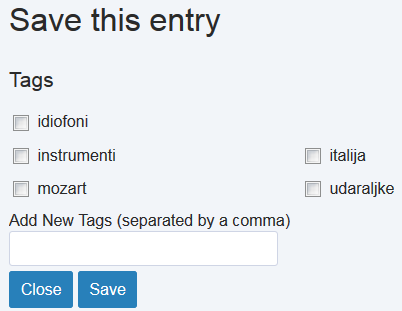 Save this entry
Tags
idiofoni
instrumenti italija
mozart udaraljke
Add New Tags (separated by a comma)
Close Save